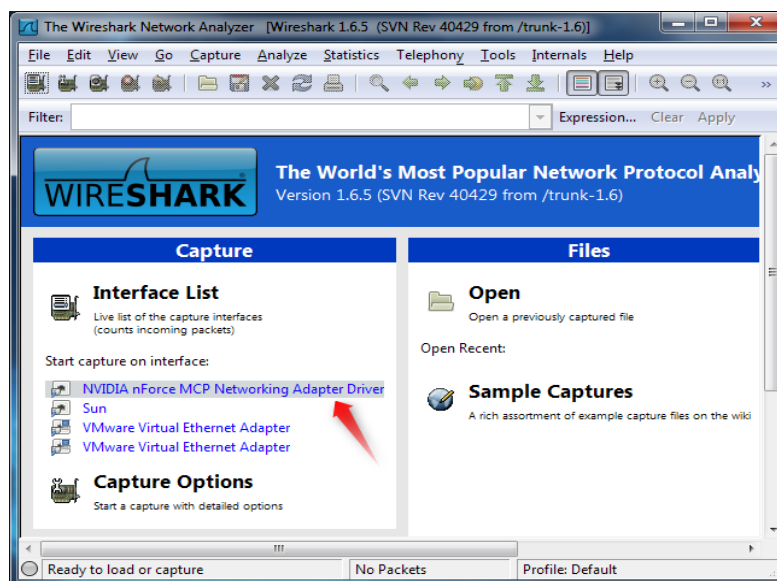 The Wireshark Network Analyzer [Wireshark 1.6.5 (SVN Rev 40429 from /trunk-1.6)]
File Edit View Go Capture Analyze Statistics Telephony Tools Internals Help
Filter: Expression... Clear Apply
WIRESHARK
The World's Most Popular Network Protocol Analy
Version 1.6.5 (SVN Rev 40429 from /trunk-1.6)
Capture
Interface List
Live list of the capture interfaces
(counts incoming packets)
Start capture on interface:
NVIDIA nForce MCP Networking Adapter Driver
Sun
VMware Virtual Ethernet Adapter
VMware Virtual Ethernet Adapter
Capture Options
Start a capture with detailed options
Files
Open
Open a previously captured file
Open Recent:
Sample Captures
A rich assortment of example capture files on the wiki
Ready to load or capture No Packets Profile: Default